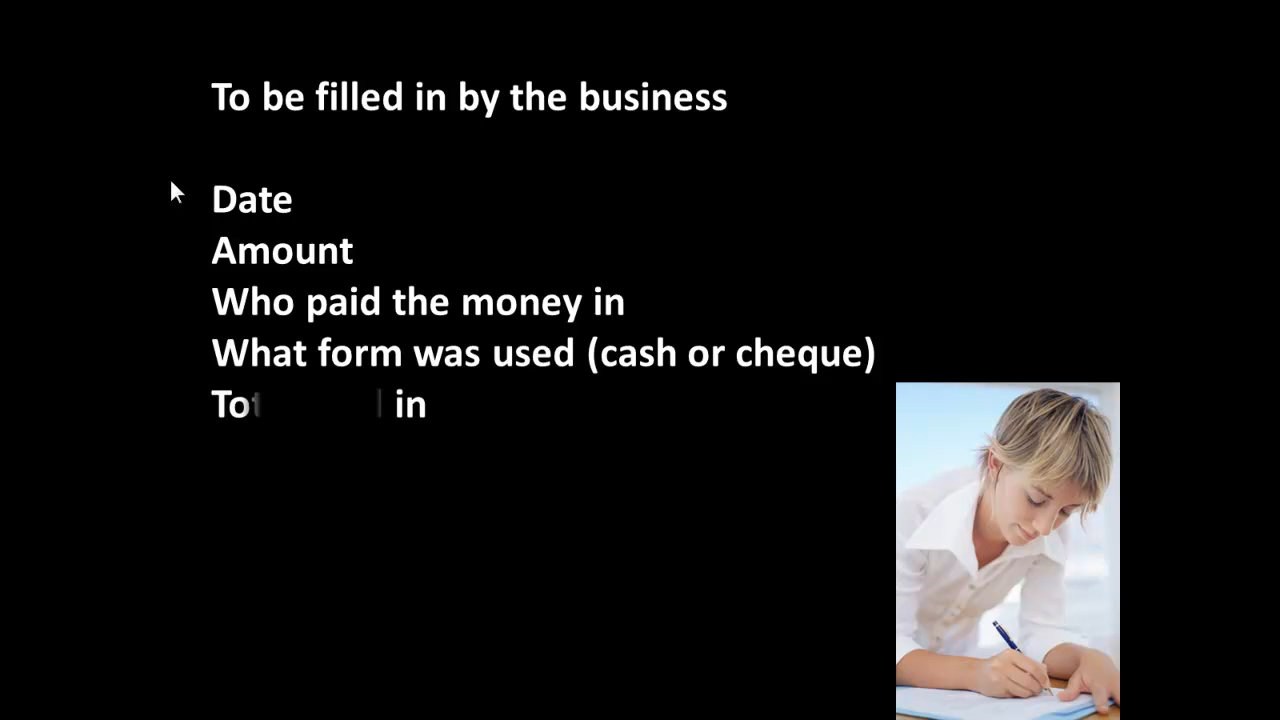 To be filled in by the business
Date
Amount
Who paid the money in
What form was used (cash or cheque)
in